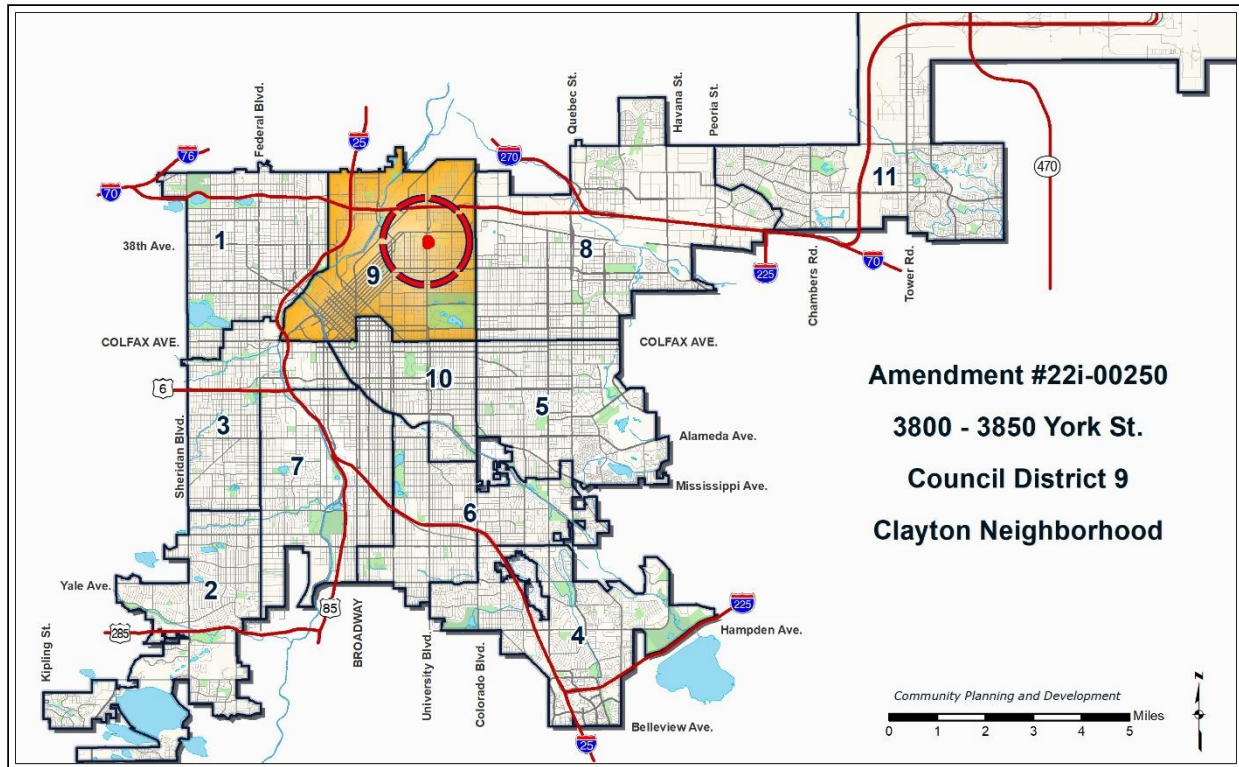 Federal Blvd.
25
Quebec St.
Havana St.
Peoria St.
76
70
270
470
38th Ave.
1
9
8
11
225
Chambers Rd.
70
Tower Rd.
COLFAX AVE.
COLFAX AVE.
6
10
5
3
Sheridan Blvd.
7
Alameda Ave.
Mississippi Ave.
6
Amendment #22i-00250
3800 - 3850 York St.
Council District 9
Clayton Neighborhood
Yale Ave.
2
85
285
Kipling St.
BROADWAY
University Blvd.
Colorado Blvd.
4
225
Hampden Ave.
Belleview Ave.
25
Community Planning and Development
Miles
0 1 2 3 4 5
N